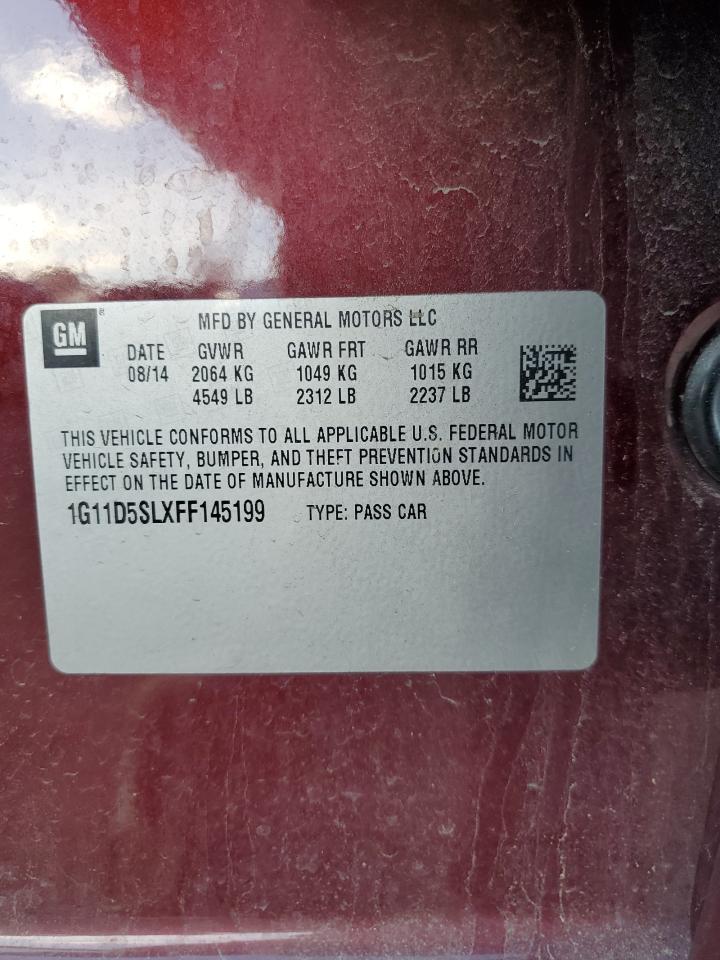 GM ® MFD BY GENERAL MOTORS LLC
DATE GVWR GAWR FRT GAWR RR
08/14 2064 KG 1049 KG 1015 KG
4549 LB 2312 LB 2237 LB
THIS VEHICLE CONFORMS TO ALL APPLICABLE U.S. FEDERAL MOTOR
VEHICLE SAFETY, BUMPER, AND THEFT PREVENTION STANDARDS IN
EFFECT ON THE DATE OF MANUFACTURE SHOWN ABOVE.
1G11D5SLXFF145199 TYPE: PASS CAR